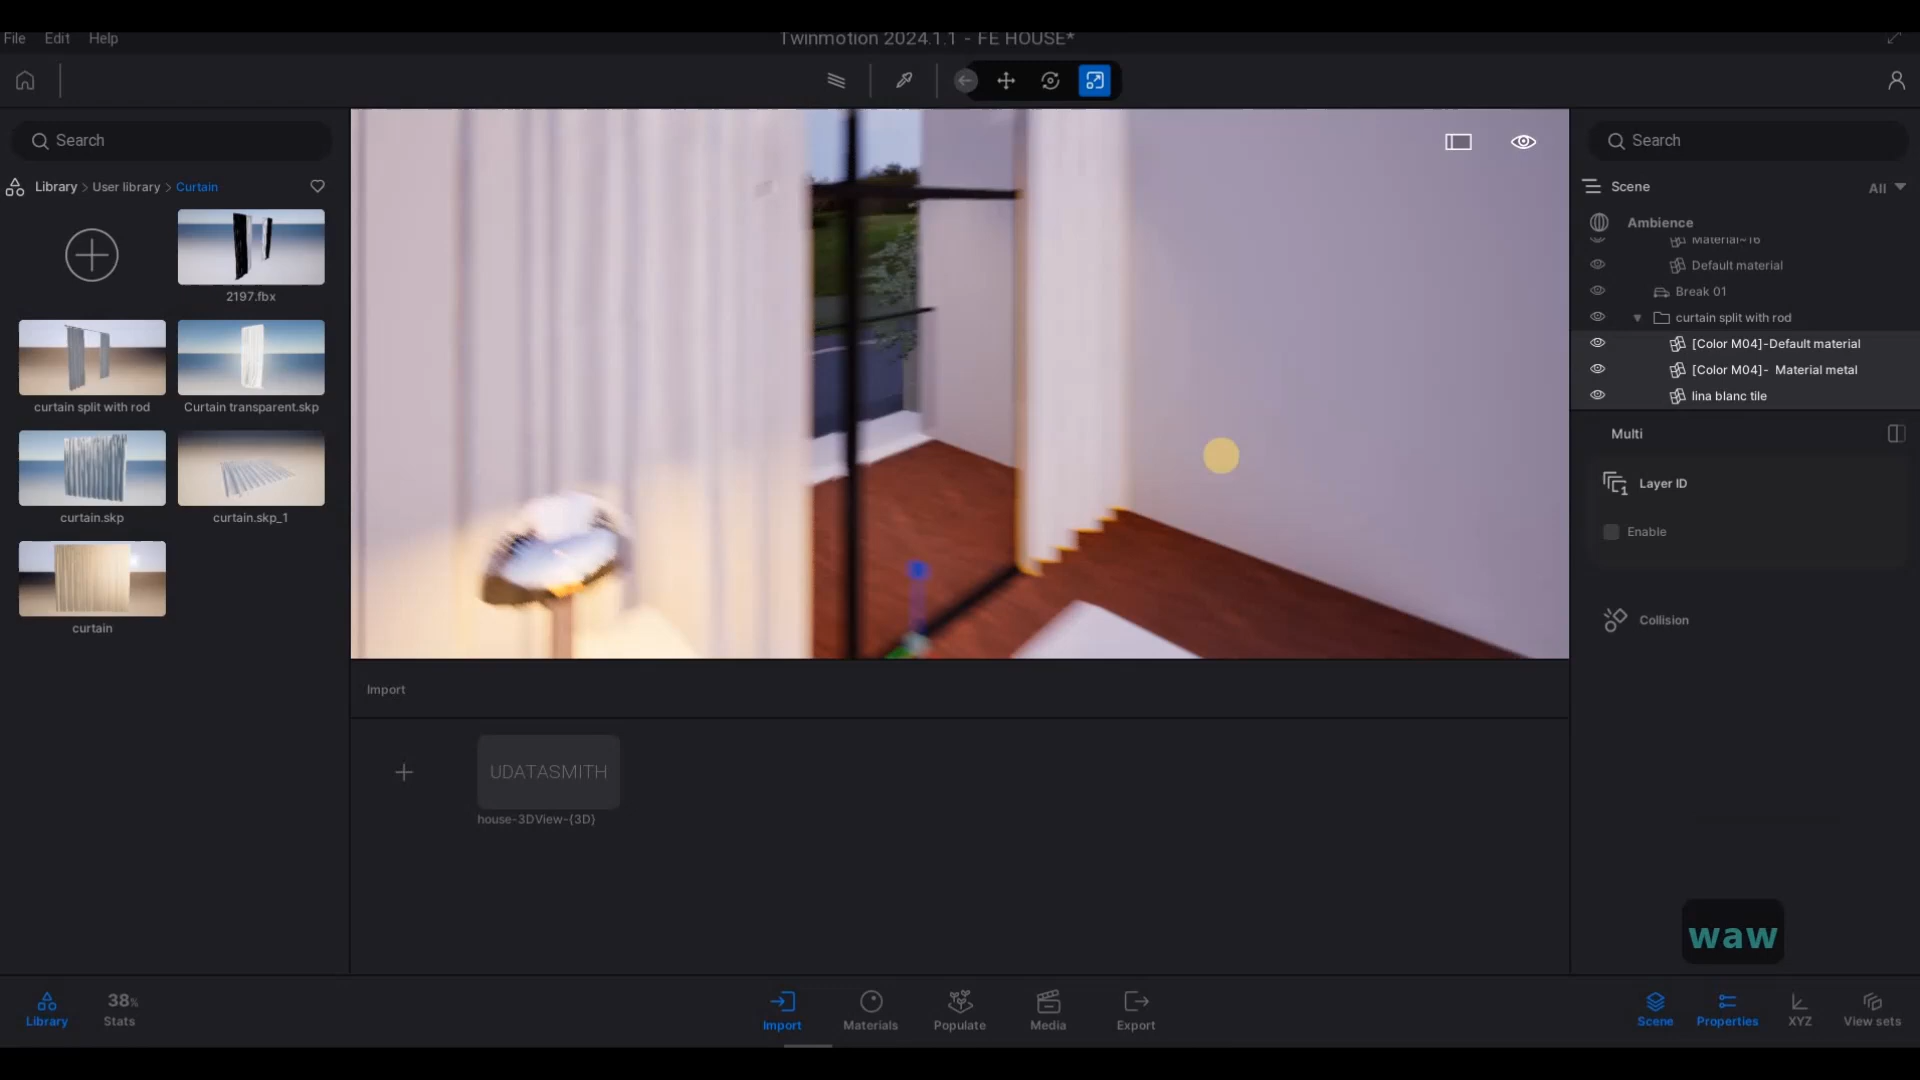 File Edit Help
Twinmotion 2024.1.1 - FE HOUSE*
Search
Library > User library > Curtain
2197.fbx
curtain split with rod
Curtain transparent.skp
curtain.skp
curtain.skp_1
curtain
Search
Scene
All
Ambience
Material~16
Default material
Break 01
curtain split with rod
[Color M04]-Default material
[Color M04]- Material metal
lina blanc tile
Multi
1
Layer ID
Enable
Collision
Import
UDATASMITH
house-3DView-{3D}
waw
Library
38%
Stats
Import
Materials
Populate
Media
Export
Scene
Properties
XYZ
View sets